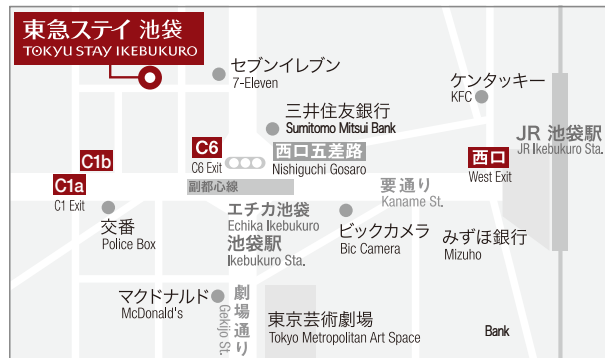 東急ステイ 池袋
TOKYU STAY IKEBUKURO
セブンイレブン
7-Eleven
ケンタッキー
KFC
三井住友銀行
Sumitomo Mitsui Bank
JR 池袋駅
JR Ikebukuro Sta.
C1b
C6
C6 Exit
西口五差路
Nishiguchi Gosaro
西口
West Exit
C1a
C1 Exit
副都心線
要通り
Kaname St.
交番
Police Box
エチカ池袋
Echika Ikebukuro
池袋駅
Ikebukuro Sta.
ビックカメラ
Bic Camera
みずほ銀行
Mizuho
マクドナルド
McDonald's
劇場通り
Gekijo St.
東京芸術劇場
Tokyo Metropolitan Art Space
Bank